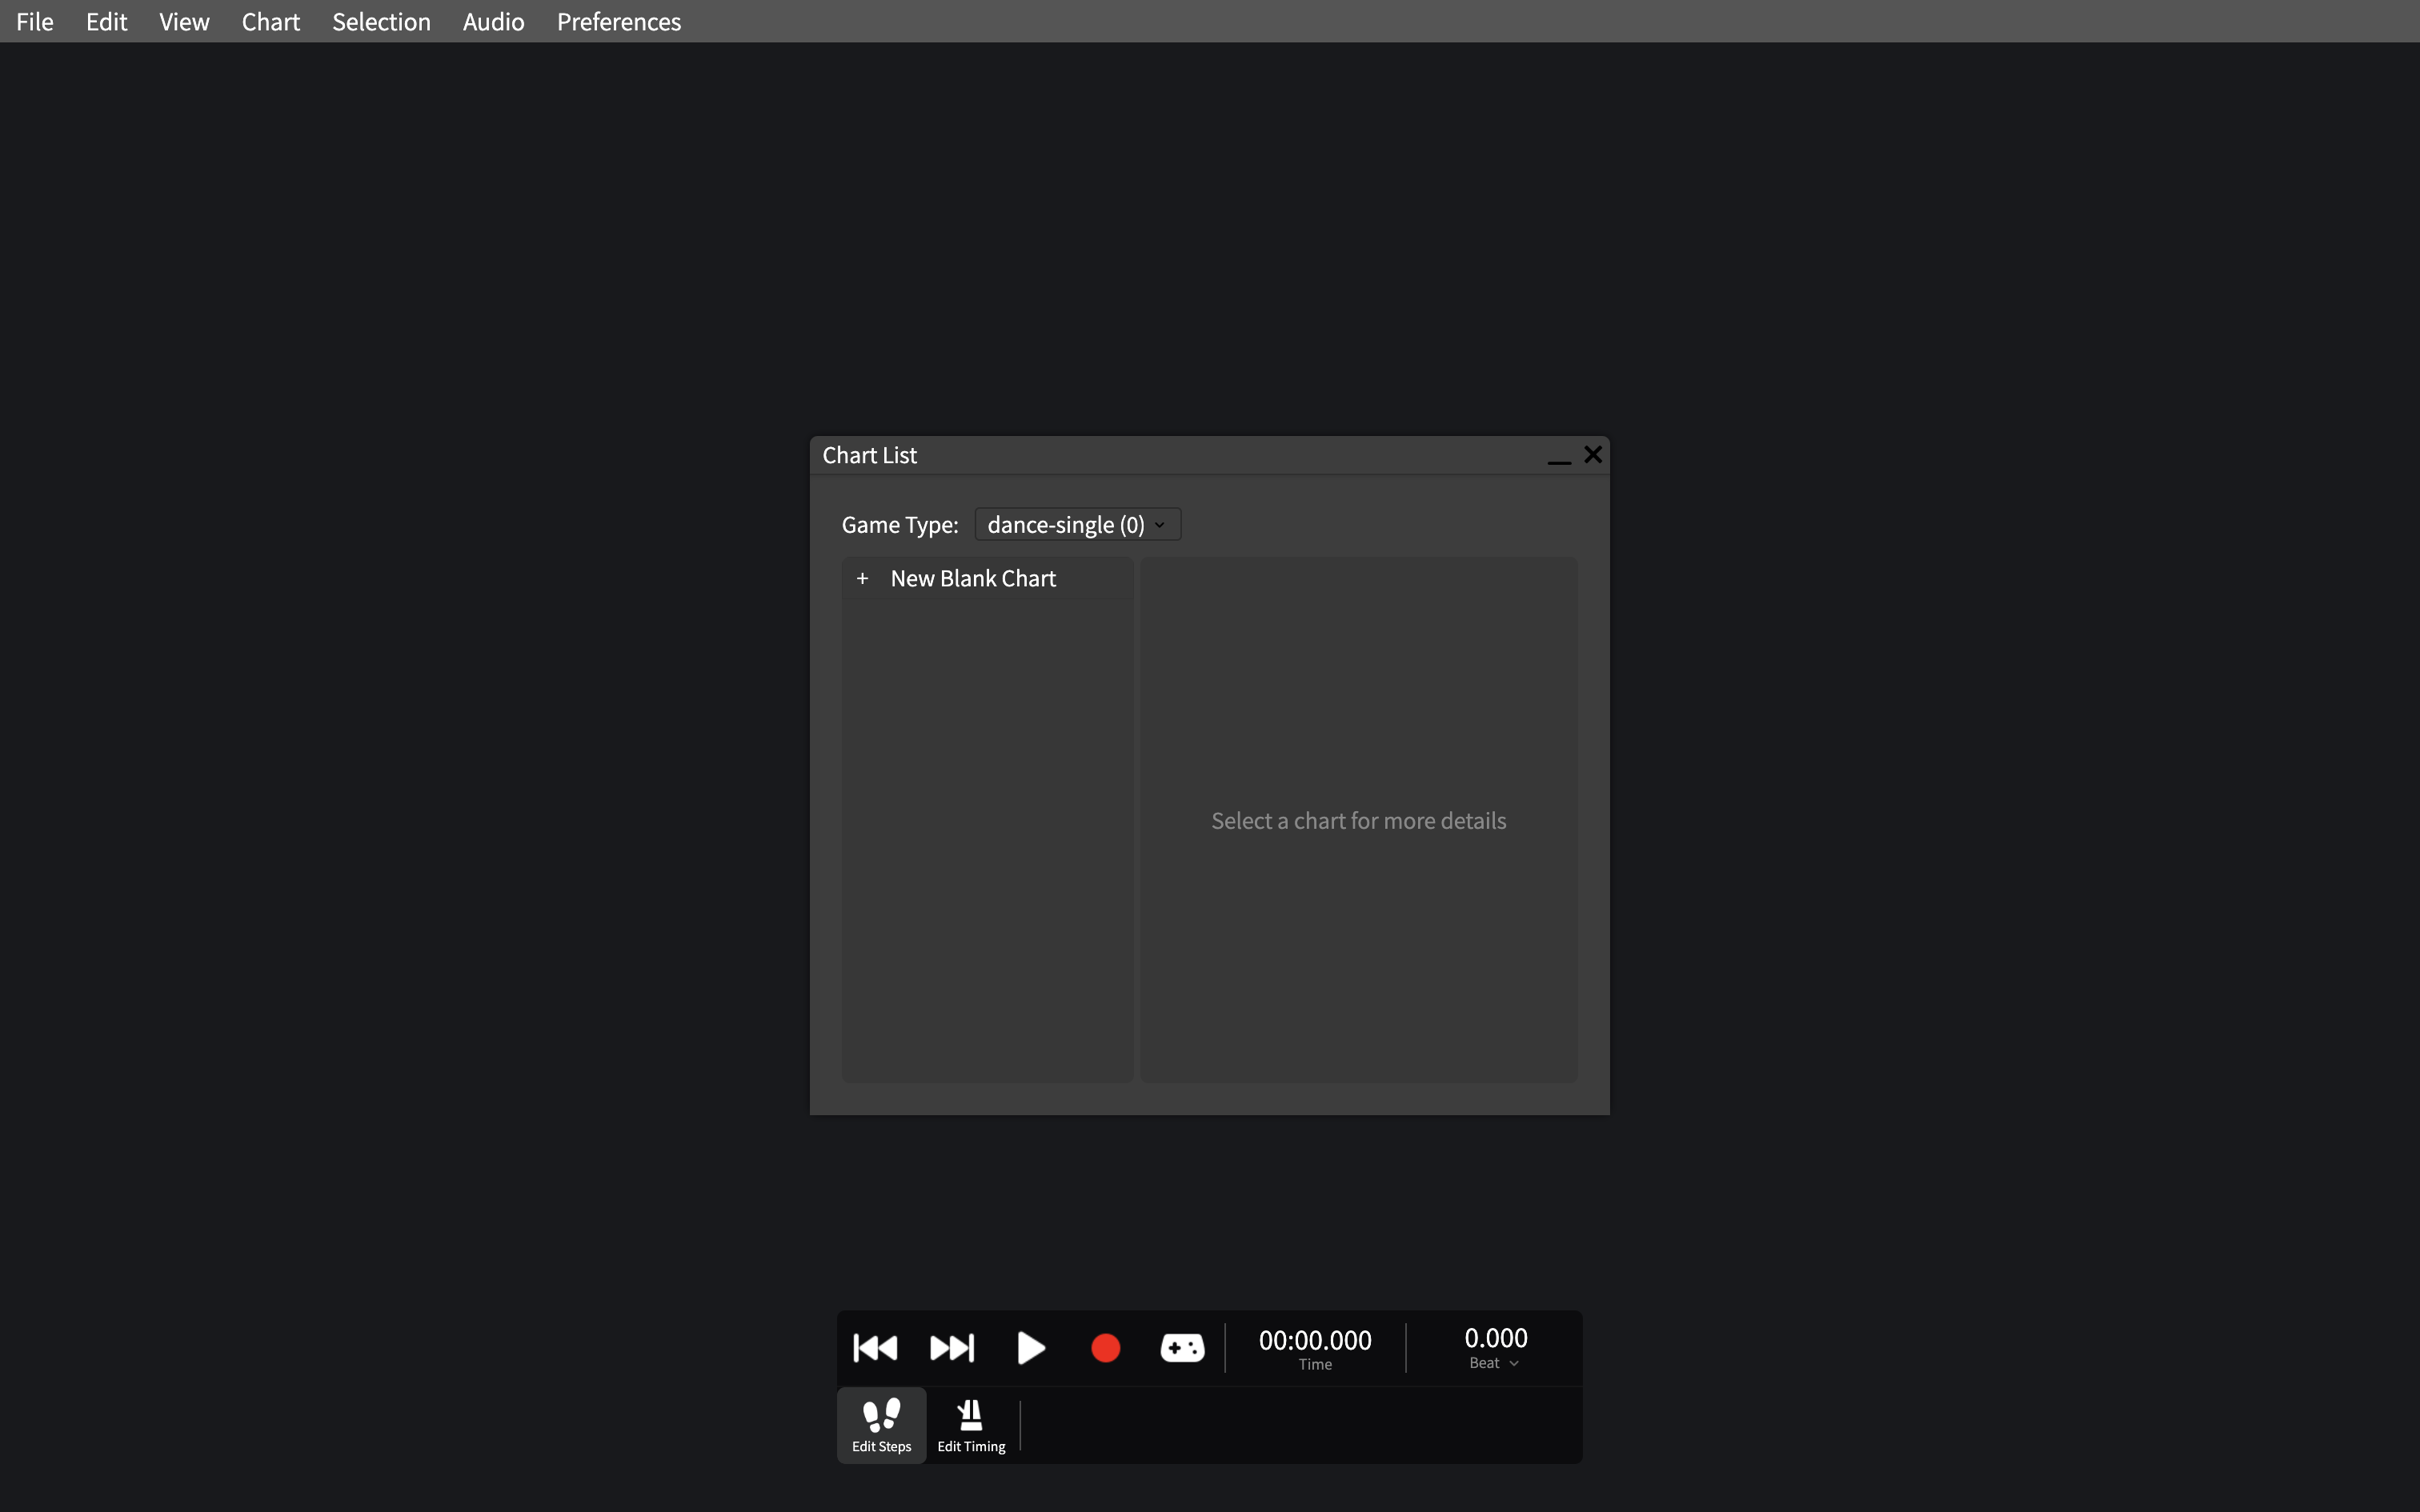 File Edit View Chart Selection Audio Preferences
Chart List
Game Type: dance-single (0)
+ New Blank Chart
Select a chart for more details
00:00.000
Time
0.000
Beat
Edit Steps
Edit Timing